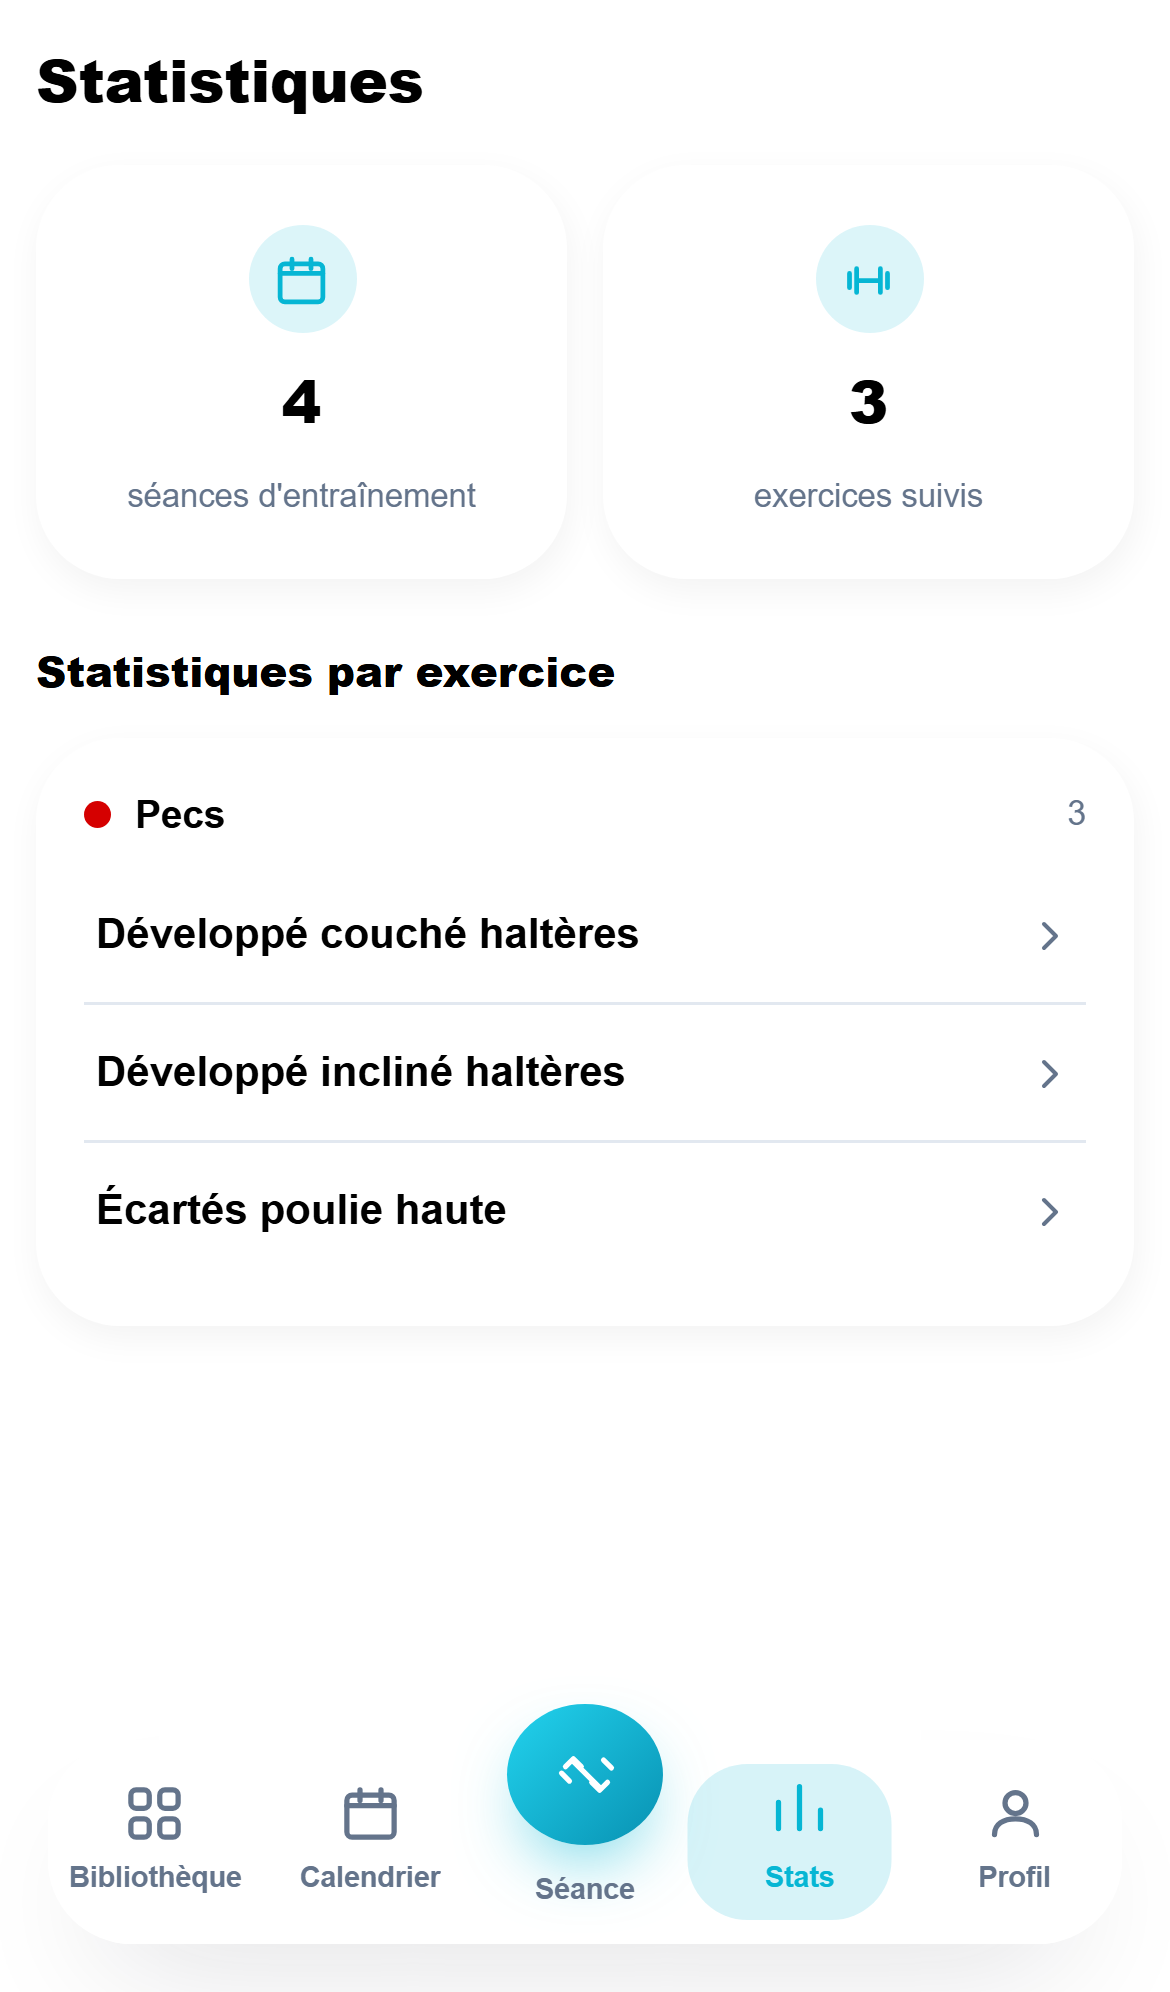 Statistiques
4
séances d'entraînement
3
exercices suivis
Statistiques par exercice
Pecs
3
Développé couché haltères
Développé incliné haltères
Écartés poulie haute
Bibliothèque
Calendrier
Séance
Stats
Profil